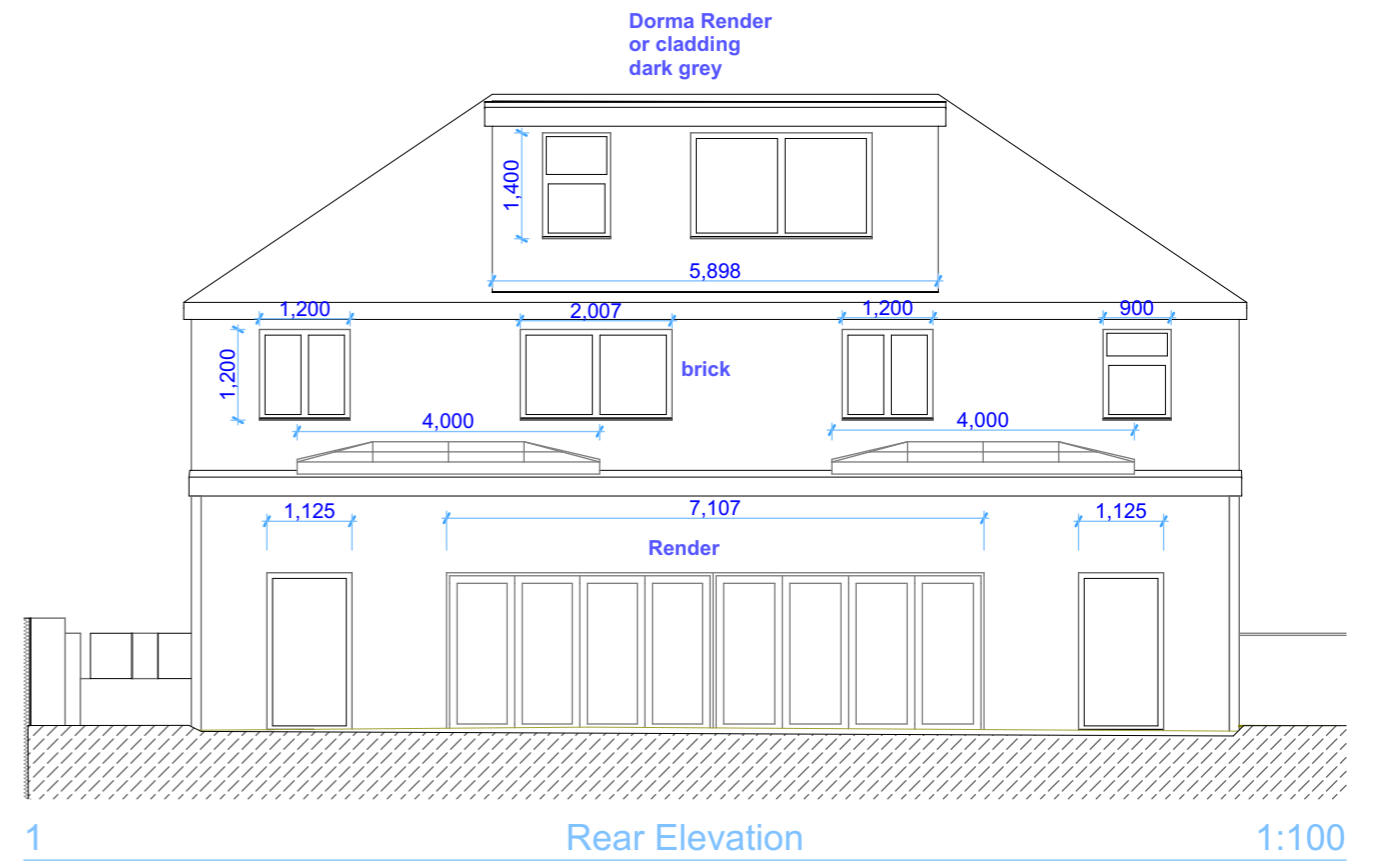 Dorma Render
or cladding
dark grey
1,400
5,898
1,200
2,007
1,200
900
1,200
brick
4,000
4,000
1,125
7,107
1,125
Render
1
Rear Elevation
1:100